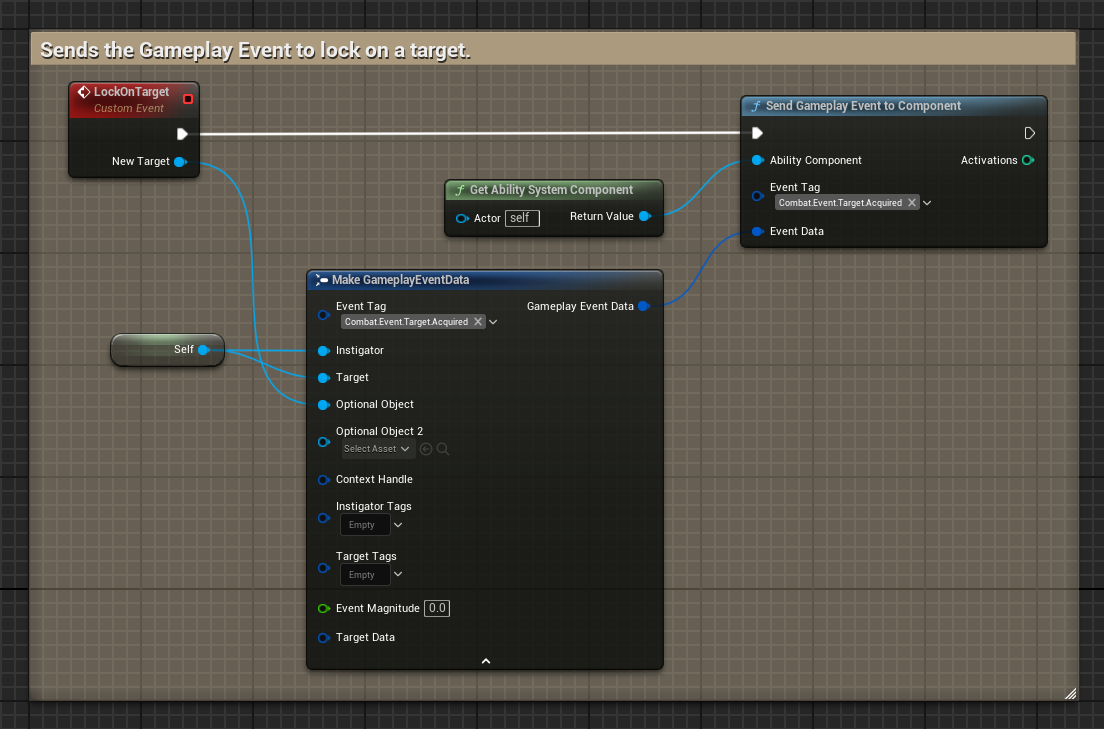 Sends the Gameplay Event to lock on a target.
LockOnTarget
Custom Event
New Target
Send Gameplay Event to Component
Ability Component
Activations
Event Tag
Combat.Event.Target.Acquired
Event Data
Get Ability System Component
Actor
self
Return Value
Make GameplayEventData
Event Tag
Gameplay Event Data
Combat.Event.Target.Acquired
Self
Instigator
Target
Optional Object
Optional Object 2
Select Asset
Context Handle
Instigator Tags
Empty
Target Tags
Empty
Event Magnitude 0.0
Target Data